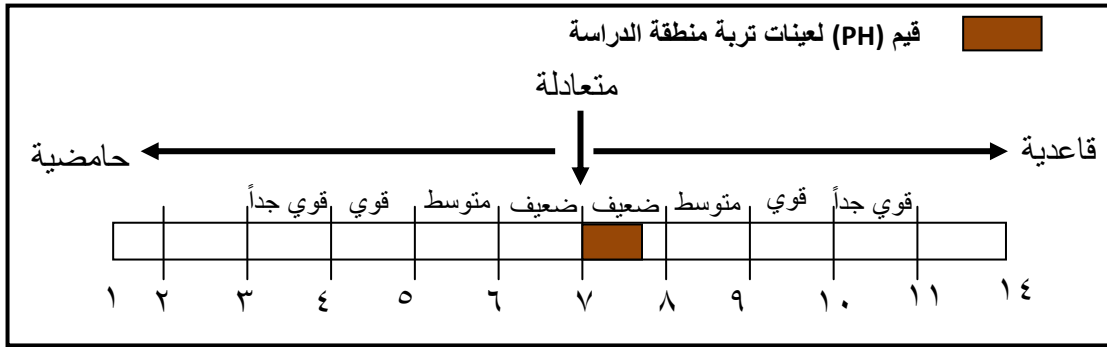 قيم (PH) لعينات تربة منطقة الدراسة
متعادلة
حامضية
قاعدية
قوي جداً قوي متوسط ضعيف ضعيف متوسط قوي قوي جداً
١ ٢ ٣ ٤ ٥ ٦ ٧ ٨ ٩ ١٠ ١١ ١٤